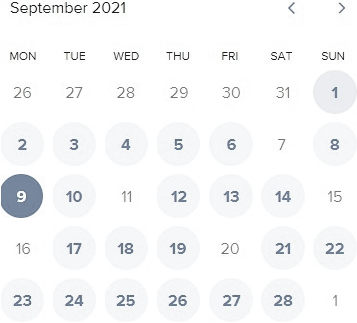 September 2021
MON TUE WED THU FRI SAT SUN
26 27 28 29 30 31 1
2 3 4 5 6 7 8
9 10 11 12 13 14 15
16 17 18 19 20 21 22
23 24 25 26 27 28 1